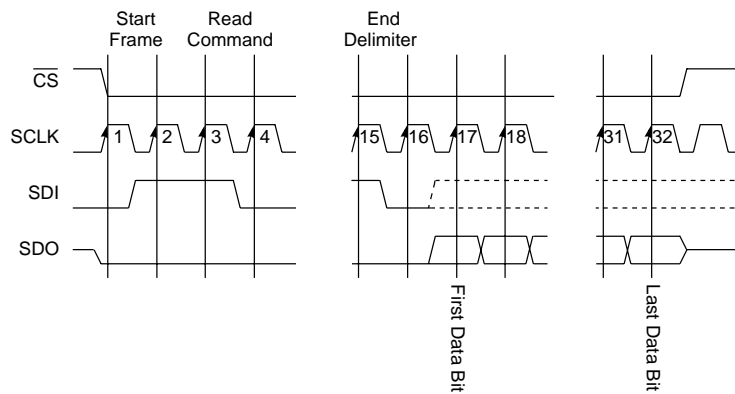 Start
Frame
Read
Command
End
Delimiter
CS
SCLK
1
2
3
4
15
16
17
18
31
32
SDI
SDO
First Data Bit
Last Data Bit